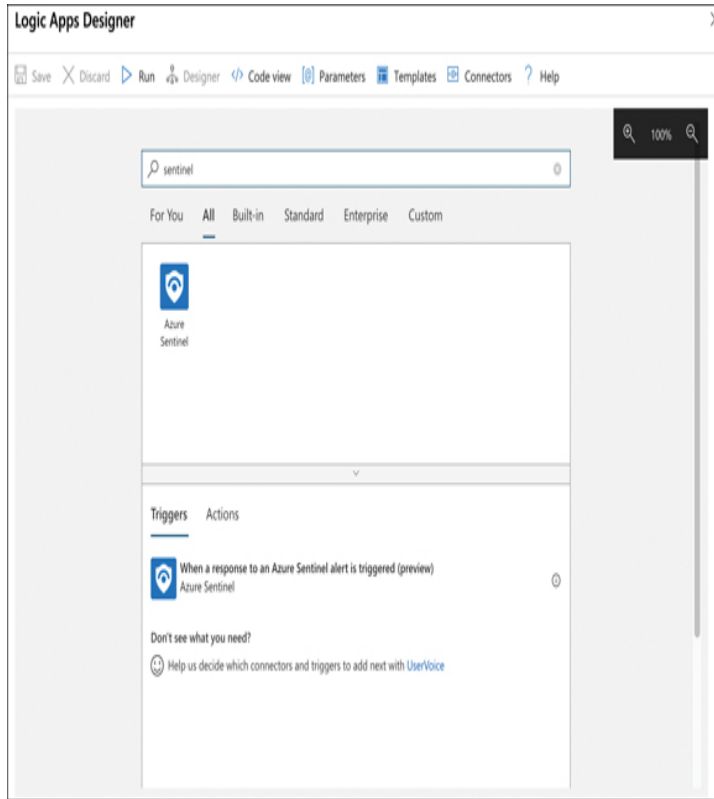 Logic Apps Designer
Save Discard Run Designer Code view Parameters Templates Connectors ? Help
100%
sentinel
For You All Built-in Standard Enterprise Custom
Azure
Sentinel
Triggers Actions
When a response to an Azure Sentinel alert is triggered (preview)
Azure Sentinel
Don't see what you need?
Help us decide which connectors and triggers to add next with UserVoice